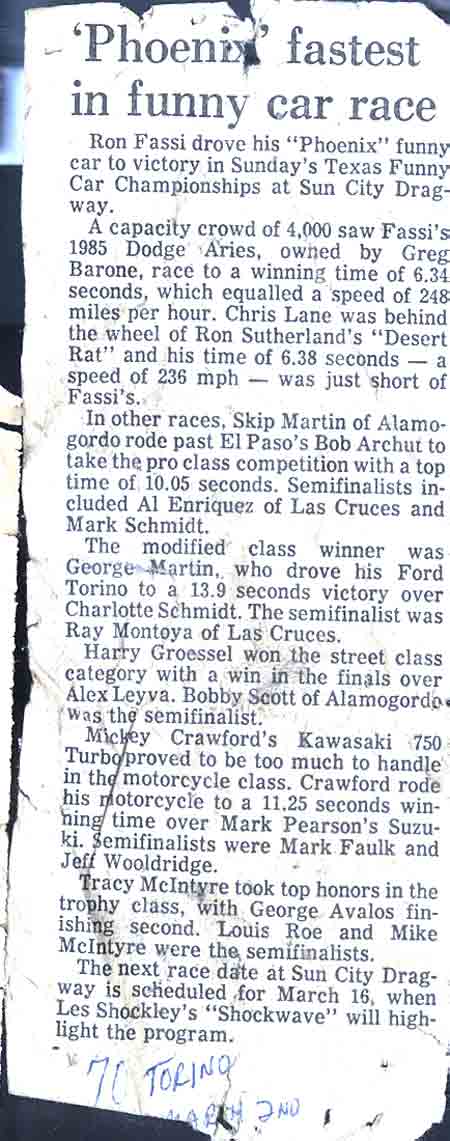 'Phoenix' fastest
in funny car race
Ron Fassi drove his "Phoenix" funny
car to victory in Sunday's Texas Funny
Car Championships at Sun City Drag-
way.
A capacity crowd of 4,000 saw Fassi's
1985 Dodge Aries, owned by Greg
Barone, race to a winning time of 6.34
seconds, which equalled a speed of 248
miles per hour. Chris Lane was behind
the wheel of Ron Sutherland's "Desert
Rat" and his time of 6.38 seconds — a
speed of 236 mph — was just short of
Fassi's.
In other races, Skip Martin of Alamo-
gordo rode past El Paso's Bob Archut to
take the pro class competition with a top
time of 10.05 seconds. Semifinalists in-
cluded Al Enriquez of Las Cruces and
Mark Schmidt.
The modified class winner was
George Martin, who drove his Ford
Torino to a 13.9 seconds victory over
Charlotte Schmidt. The semifinalist was
Ray Montoya of Las Cruces.
Harry Groessel won the street class
category with a win in the finals over
Alex Leyva. Bobby Scott of Alamogordo
was the semifinalist.
Mickey Crawford's Kawasaki 750
Turbo proved to be too much to handle
in the motorcycle class. Crawford rode
his motorcycle to a 11.25 seconds win-
ning time over Mark Pearson's Suzu-
ki. Semifinalists were Mark Faulk and
Jeff Wooldridge.
Tracy McIntyre took top honors in the
trophy class, with George Avalos fin-
ishing second. Louis Roe and Mike
McIntyre were the semifinalists.
The next race date at Sun City Drag-
way is scheduled for March 16, when
Les Shockley's "Shockwave" will high-
light the program.
TORINO
MARCH 2ND